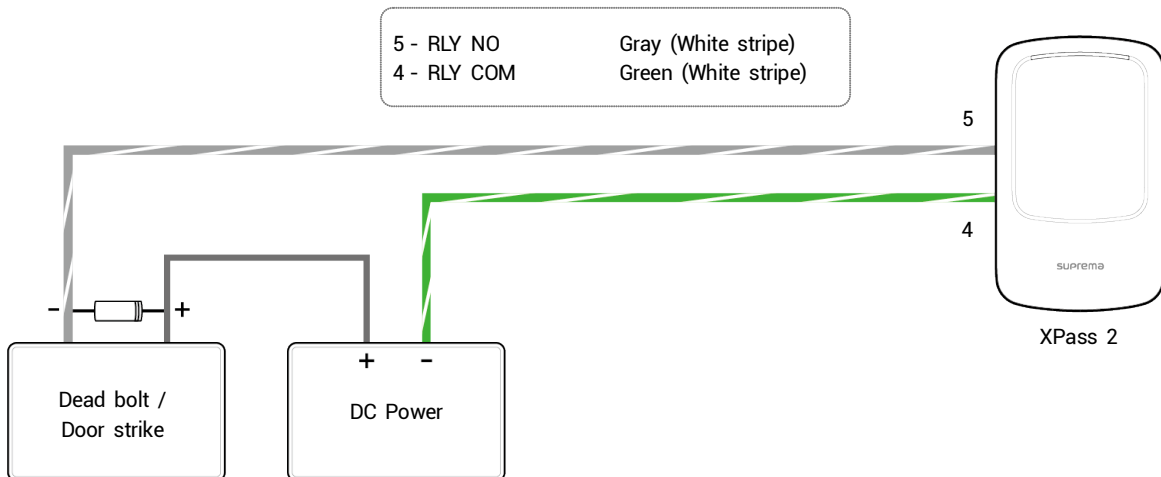 5 - RLY NO Gray (White stripe)
4 - RLY COM Green (White stripe)
5
4
suprema
XPass 2
- +
+ -
Dead bolt /
Door strike
DC Power